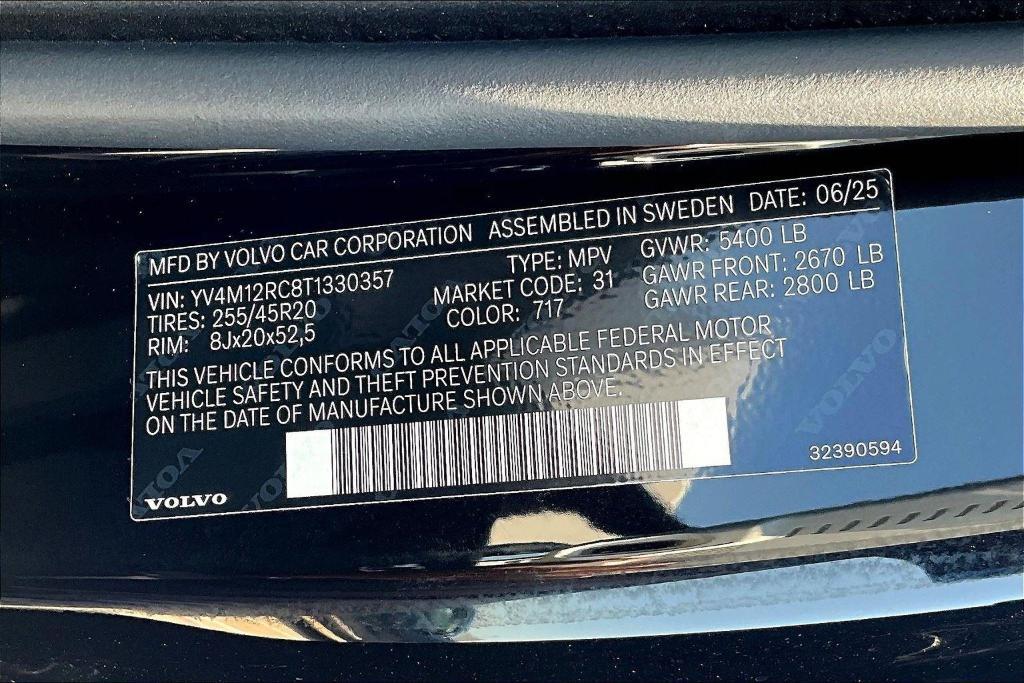 MFD BY VOLVO CAR CORPORATION ASSEMBLED IN SWEDEN DATE: 06/25
VIN: YV4M12RC8T1330357 TYPE: MPV GVWR: 5400 LB
TIRES: 255/45R20 MARKET CODE: 31 GAWR FRONT: 2670 LB
RIM: 8Jx20x52,5 COLOR: 717 GAWR REAR: 2800 LB
THIS VEHICLE CONFORMS TO ALL APPLICABLE FEDERAL MOTOR
VEHICLE SAFETY AND THEFT PREVENTION STANDARDS IN EFFECT
ON THE DATE OF MANUFACTURE SHOWN ABOVE.
VOLVO 32390594